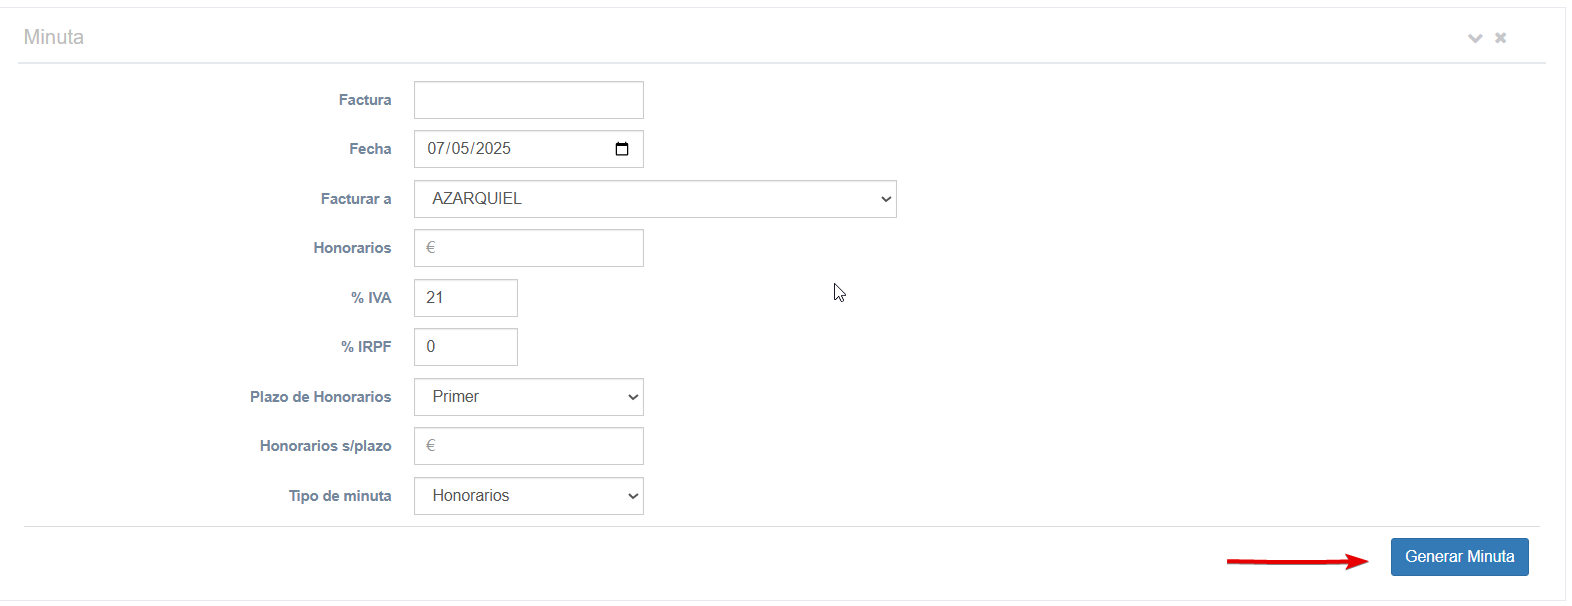 Minuta
Factura
Fecha 07/05/2025
Facturar a AZARQUIEL
Honorarios €
% IVA 21
% IRPF 0
Plazo de Honorarios Primer
Honorarios s/plazo €
Tipo de minuta Honorarios
Generar Minuta